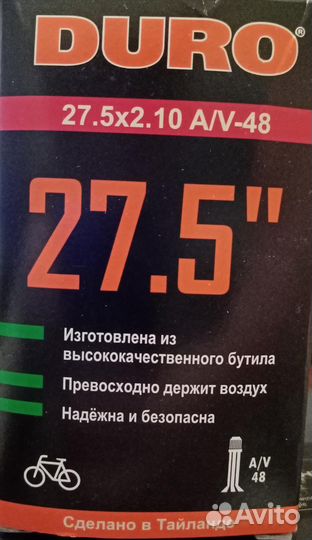 DURO®
27.5x2.10 A/V-48
27.5"
Изготовлена из
высококачественного бутила
Превосходно держит воздух
Надёжна и безопасна
A/V
48
Сделано в Тайланде
Avito